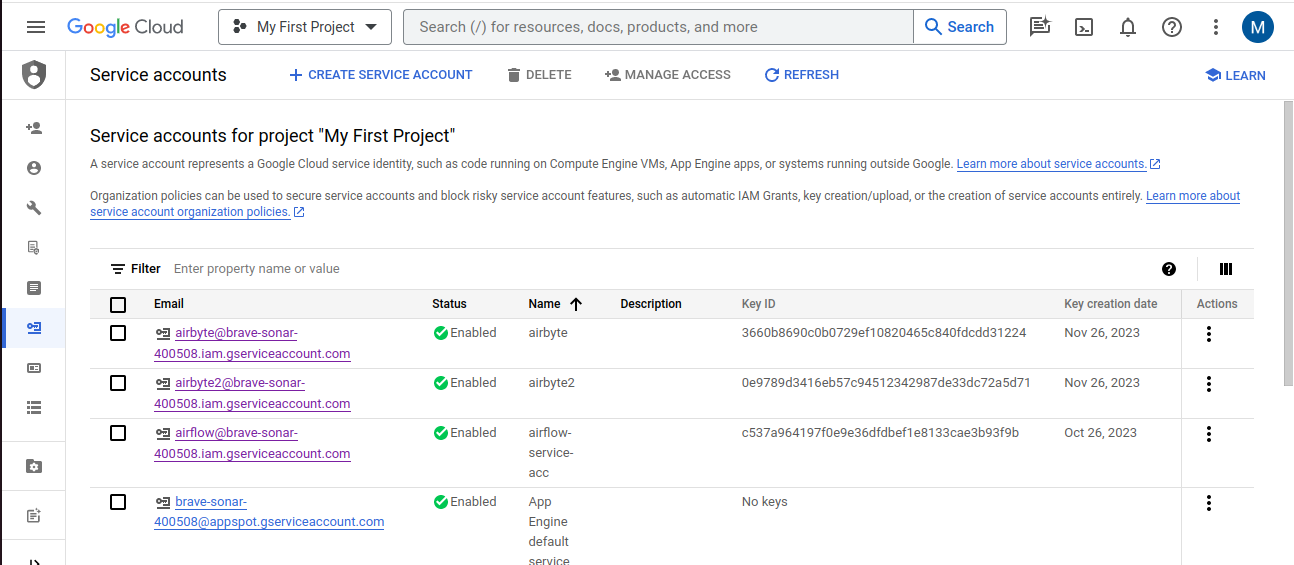 Google Cloud
My First Project
Search (/) for resources, docs, products, and more
Search
M
Service accounts
CREATE SERVICE ACCOUNT
DELETE
MANAGE ACCESS
REFRESH
LEARN
Service accounts for project "My First Project"
A service account represents a Google Cloud service identity, such as code running on Compute Engine VMs, App Engine apps, or systems running outside Google. Learn more about service accounts.
Organization policies can be used to secure service accounts and block risky service account features, such as automatic IAM Grants, key creation/upload, or the creation of service accounts entirely. Learn more about
service account organization policies.
Filter Enter property name or value
Email Status Name Description Key ID Key creation date Actions
airbyte@brave-sonar- Enabled airbyte 3660b8690c0b0729ef10820465c840fdcdd31224 Nov 26, 2023
400508.iam.gserviceaccount.com
airbyte2@brave-sonar- Enabled airbyte2 0e9789d3416eb57c94512342987de33dc72a5d71 Nov 26, 2023
400508.iam.gserviceaccount.com
airflow@brave-sonar- Enabled airflow- c537a964197f0e9e36dfdbef1e8133cae3b93f9b Oct 26, 2023
400508.iam.gserviceaccount.com service-
acc
brave-sonar- Enabled App No keys
400508@appspot.gserviceaccount.com Engine
default
service